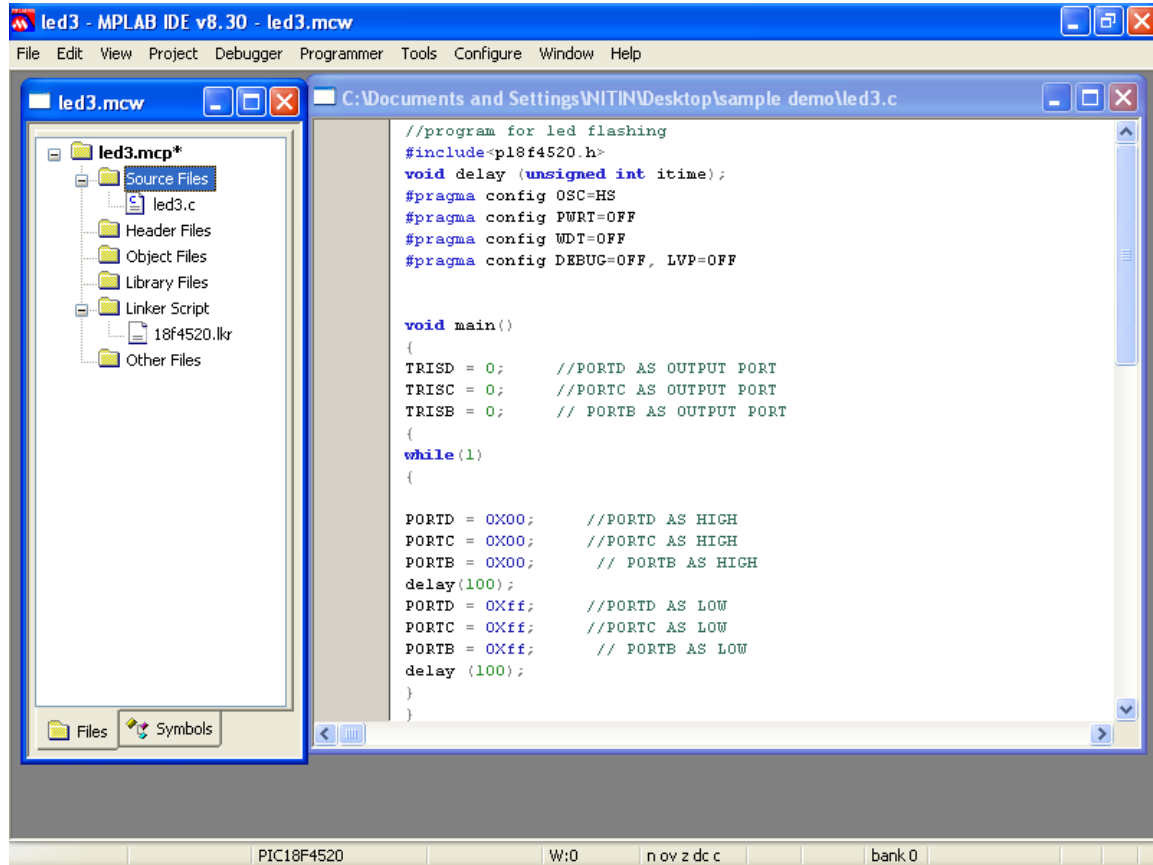 led3 - MPLAB IDE v8.30 - led3.mcw
File Edit View Project Debugger Programmer Tools Configure Window Help
led3.mcw
led3.mcp*
Source Files
led3.c
Header Files
Object Files
Library Files
Linker Script
18f4520.lkr
Other Files
Files Symbols
C:\Documents and Settings\NITIN\Desktop\sample demo\led3.c
//program for led flashing
#include<p18f4520.h>
void delay (unsigned int itime);
#pragma config OSC=HS
#pragma config PWRT=OFF
#pragma config WDT=OFF
#pragma config DEBUG=OFF, LVP=OFF
void main()
{
TRISD = 0; //PORTD AS OUTPUT PORT
TRISC = 0; //PORTC AS OUTPUT PORT
TRISB = 0; // PORTB AS OUTPUT PORT
{
while(1)
{
PORTD = 0X00; //PORTD AS HIGH
PORTC = 0X00; //PORTC AS HIGH
PORTB = 0X00; // PORTB AS HIGH
delay(100);
PORTD = 0Xff; //PORTD AS LOW
PORTC = 0Xff; //PORTC AS LOW
PORTB = 0Xff; // PORTB AS LOW
delay (100);
}
}
PIC18F4520 W:0 n ov z dc c bank 0